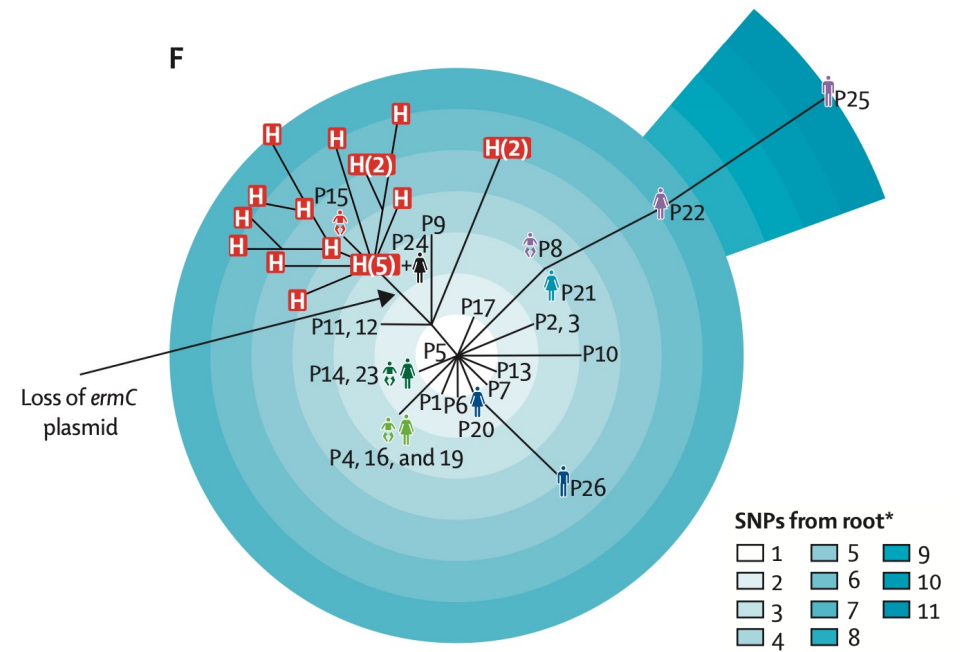 F
P25
H
H
H
H(2)
H(2)
H
P15
H
H
P22
H
P9
P24
P8
H
H
H
H(5)
+
P21
H
P17
P11, 12
P2, 3
P5
P10
P14, 23
P13
P7
P1
P6
P20
Loss of ermC
plasmid
P4, 16, and 19
P26
SNPs from root*
1
5
9
2
6
10
3
7
11
4
8